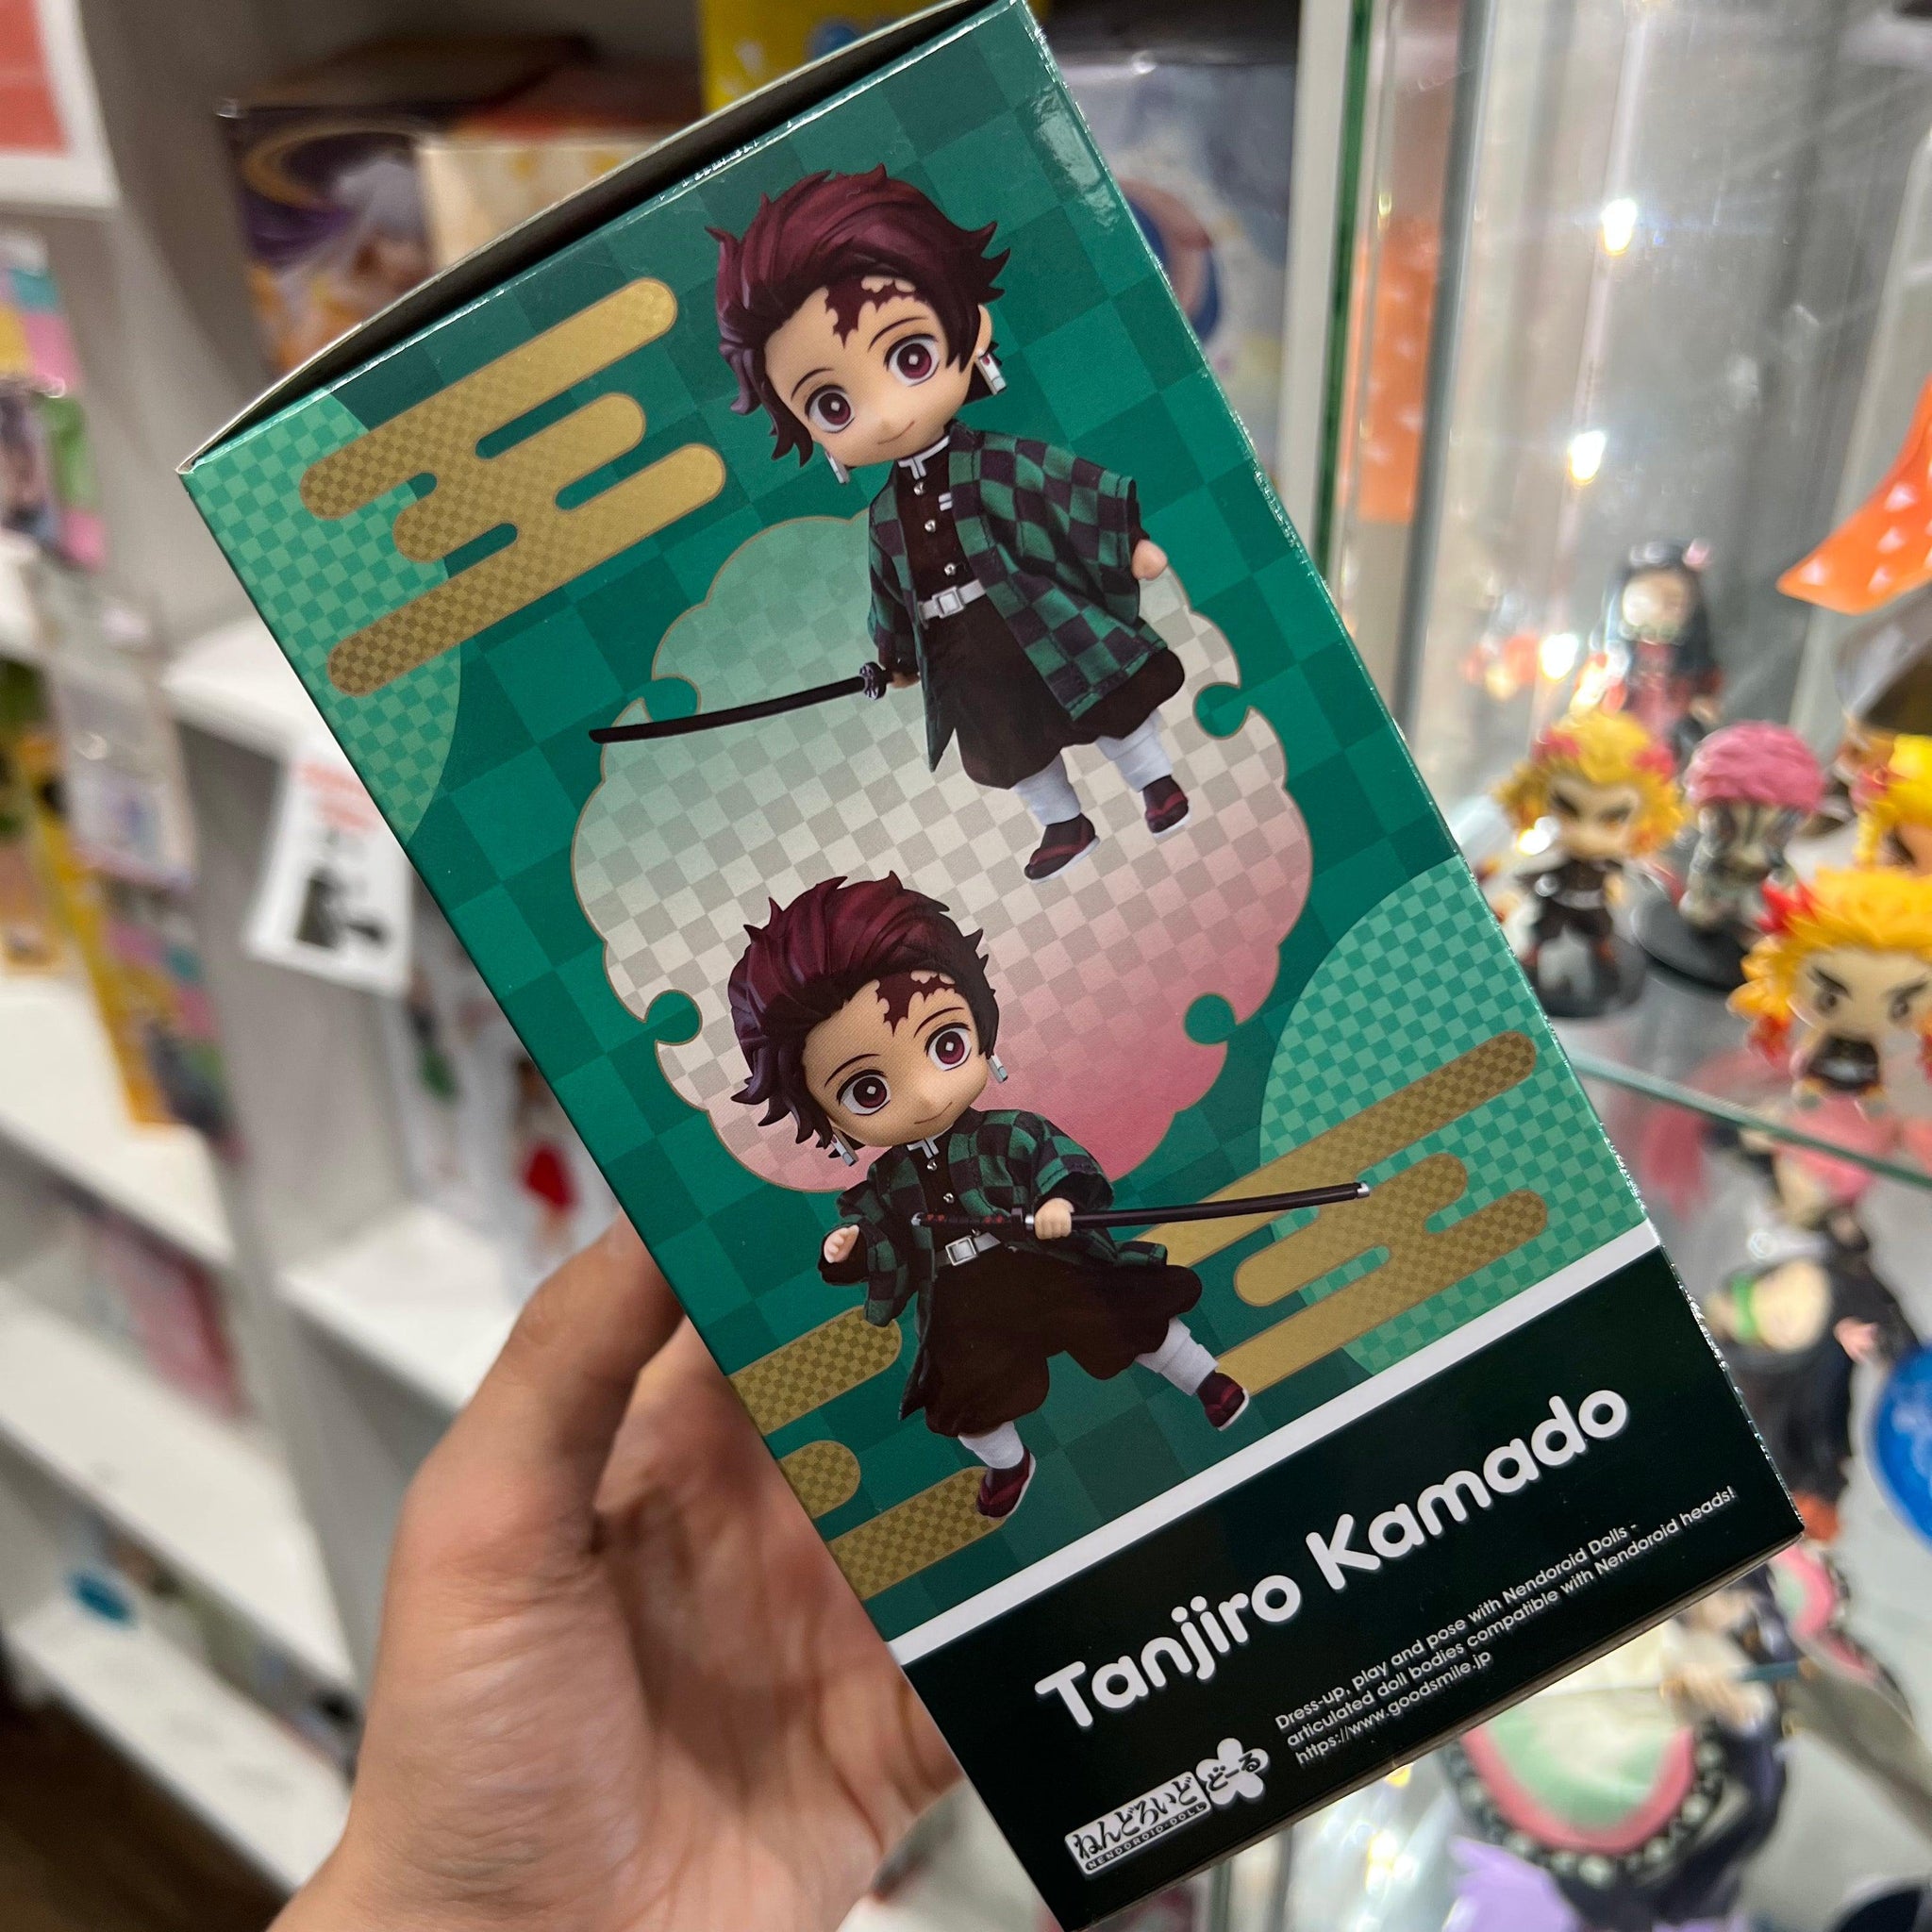 Tanjiro Kamado
Dress-up, play and pose with Nendoroid Dolls -
articulated doll bodies compatible with Nendoroid heads!
https://www.goodsmile.jp
ねんどろいど
どーる
NENDOROID-DOLL